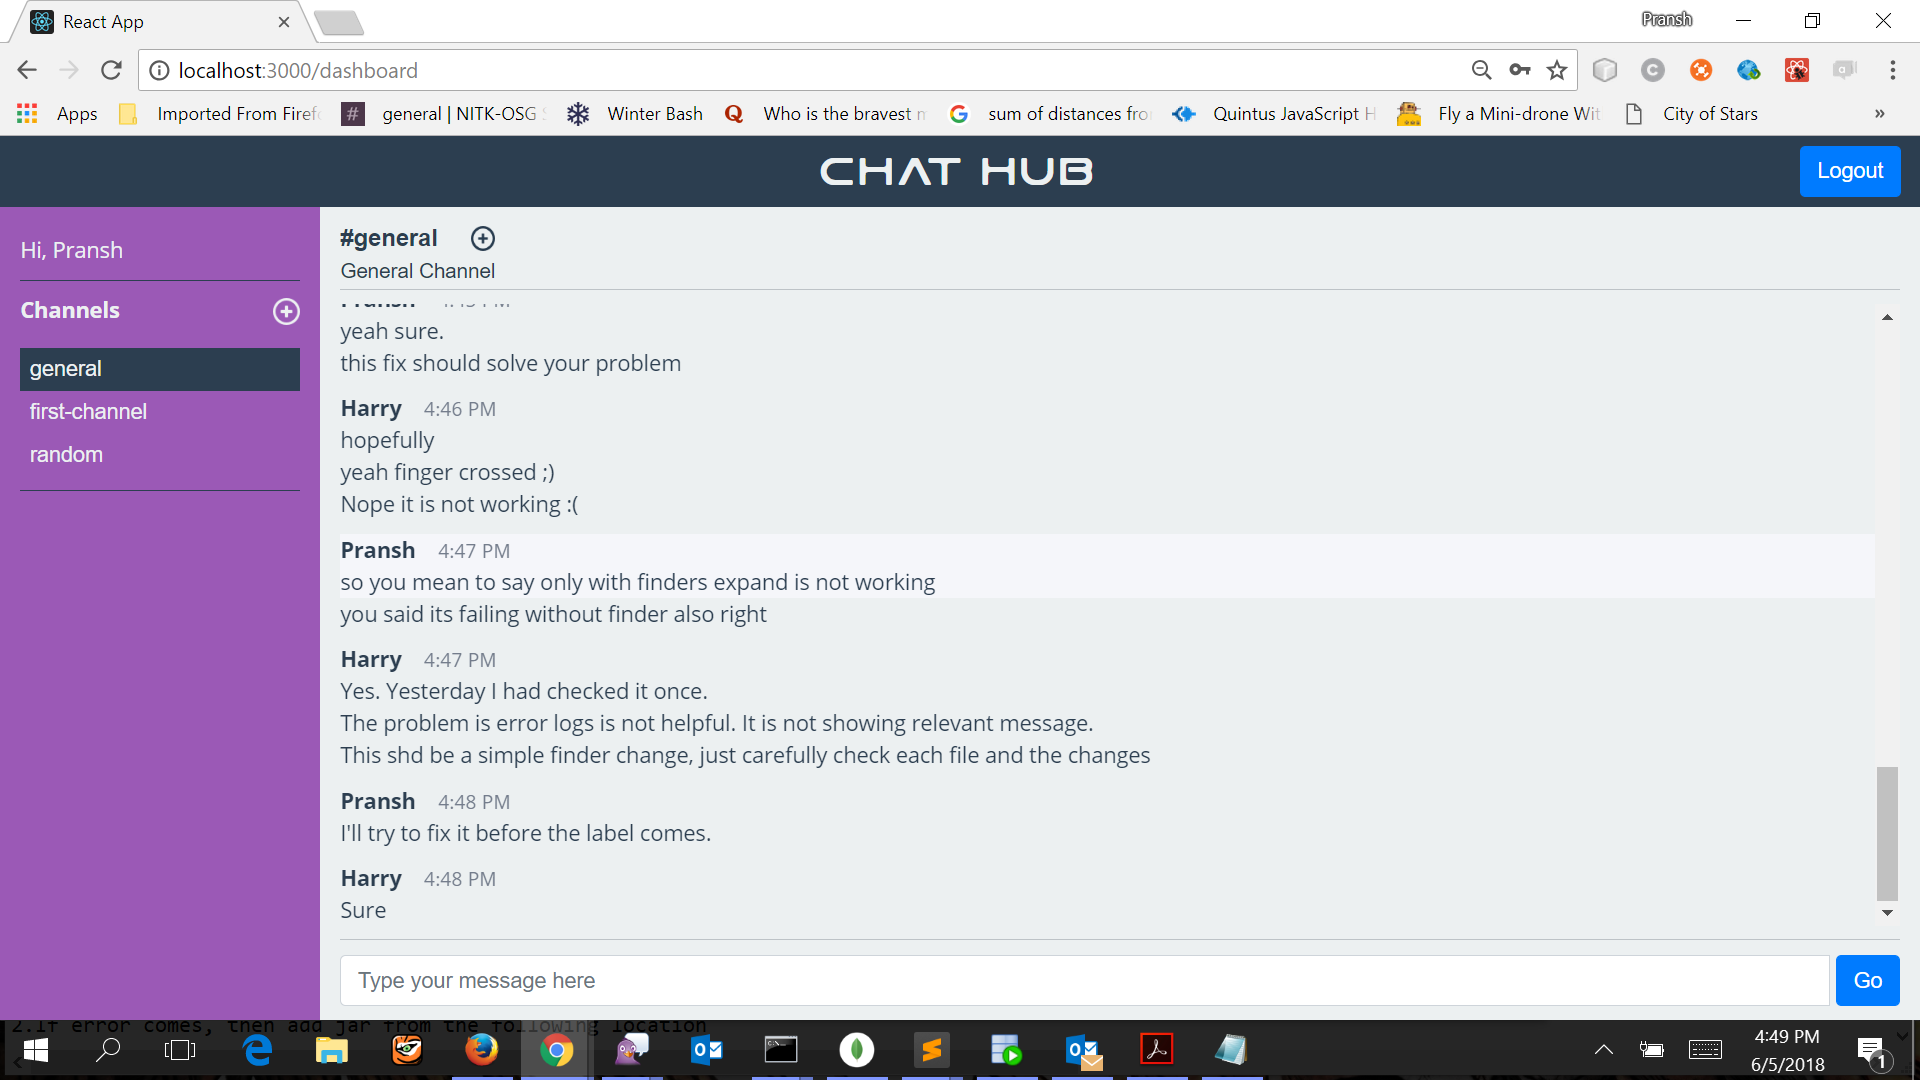 React App
Pransh
localhost:3000/dashboard
Apps
Imported From Firef
general | NITK-OSG S
Winter Bash
Who is the bravest m
sum of distances fro
Quintus JavaScript H
Fly a Mini-drone Wit
City of Stars
»
CHAT HUB
Logout
Hi, Pransh
Channels
general
first-channel
random
#general
General Channel
Pransh 4:45 PM
yeah sure.
this fix should solve your problem
Harry 4:46 PM
hopefully
yeah finger crossed ;)
Nope it is not working :(
Pransh 4:47 PM
so you mean to say only with finders expand is not working
you said its failing without finder also right
Harry 4:47 PM
Yes. Yesterday I had checked it once.
The problem is error logs is not helpful. It is not showing relevant message.
This shd be a simple finder change, just carefully check each file and the changes
Pransh 4:48 PM
I'll try to fix it before the label comes.
Harry 4:48 PM
Sure
Type your message here
Go
2.If error comes, then add jar from the following location
4:49 PM
6/5/2018
1